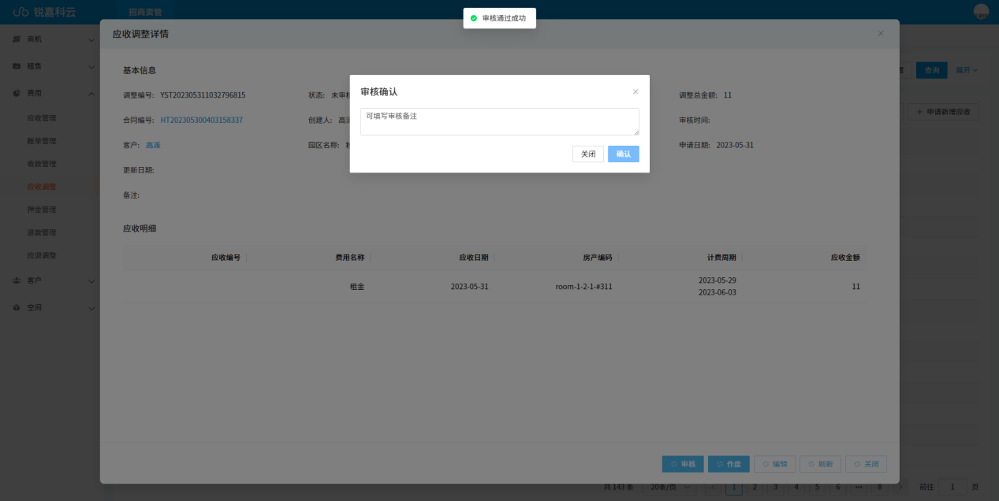 锐嘉科云
招商资管
审核通过成功
商机
租售
费用
应收管理
账单管理
收款管理
应收调整
押金管理
退款管理
应退调整
客户
空间
应收调整详情
查询
展开
+ 申请新增应收
基本信息
调整编号: YST202305311032796815
状态: 未审核
调整总金额: 11
合同编号: HT202305300403158337
创建人: 高派
审核时间:
客户: 高派
园区名称:
申请日期: 2023-05-31
更新日期:
备注:
审核确认
可填写审核备注
关闭
确认
应收明细
应收编号 费用名称 应收日期 房产编码 计费周期 应收金额
租金 2023-05-31 room-1-2-1-#311 2023-05-29 11
2023-06-03
审核 作废 编辑 刷新 关闭
共 143 条 20条/页 1 2 3 4 5 6 ••• 8 前往 1 页